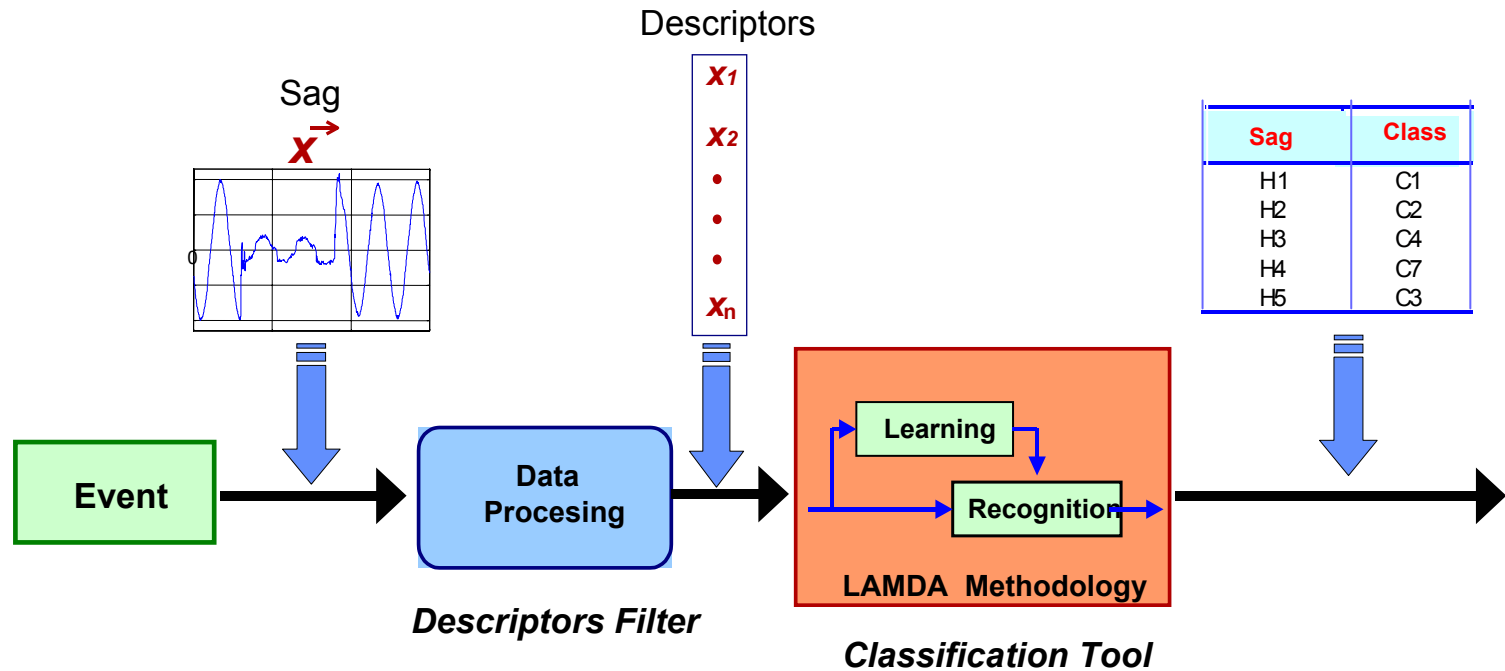 Descriptors
Sag
X
0
x1
x2
xn
Sag Class
H1 C1
H2 C2
H3 C4
H4 C7
H5 C3
Event
Data
Procesing
Learning
Recognition
LAMDA Methodology
Descriptors Filter
Classification Tool